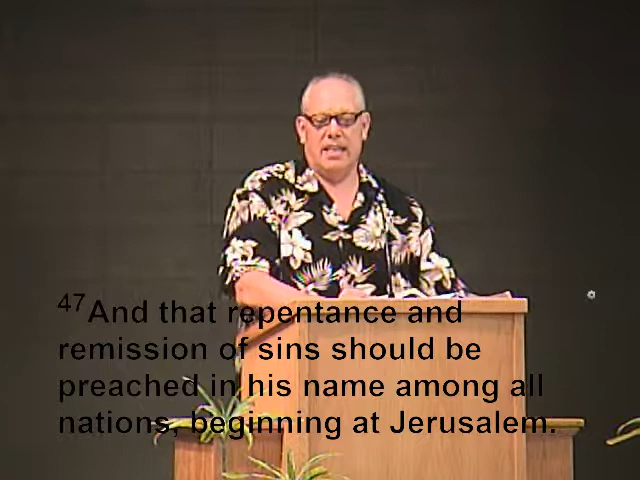 47And that repentance and
remission of sins should be
preached in his name among all
nations, beginning at Jerusalem.